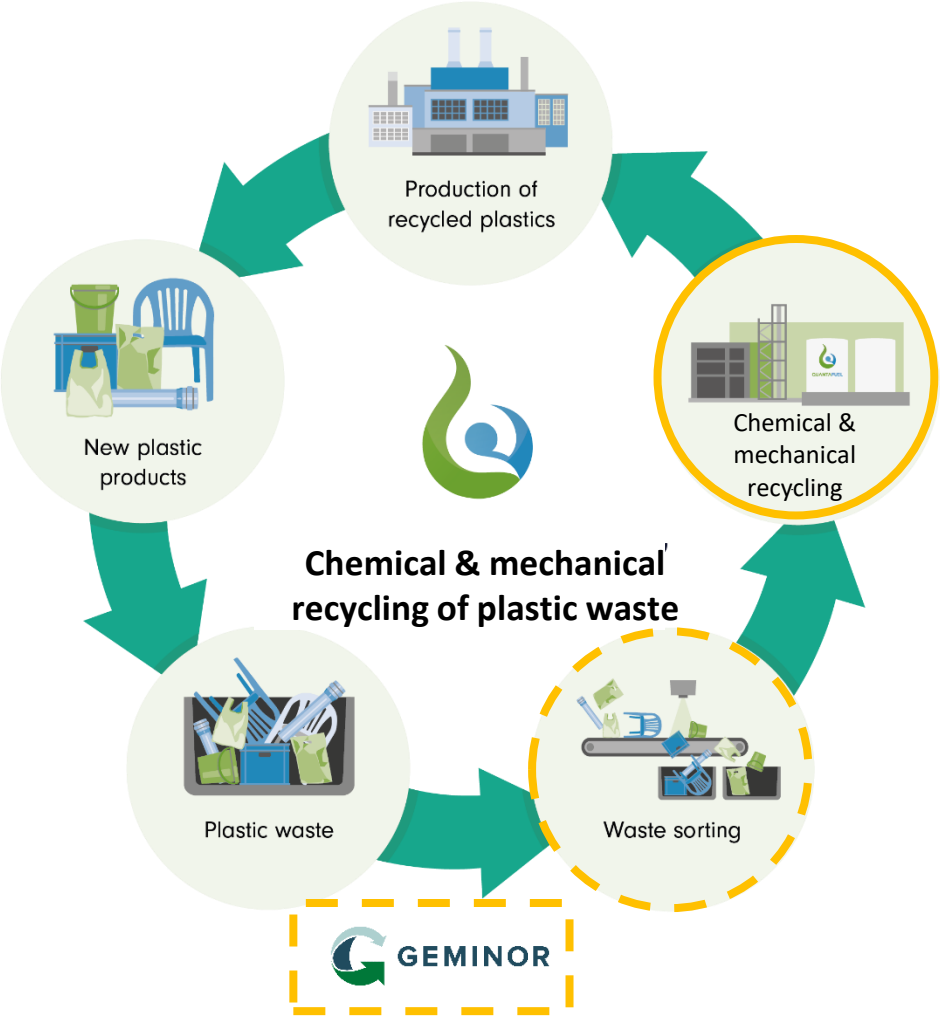 Production of
recycled plastics
New plastic
products
QUANTAFUEL
Chemical &
mechanical
recycling
Chemical & mechanical'
recycling of plastic waste
Plastic waste
Waste sorting
GEMINOR